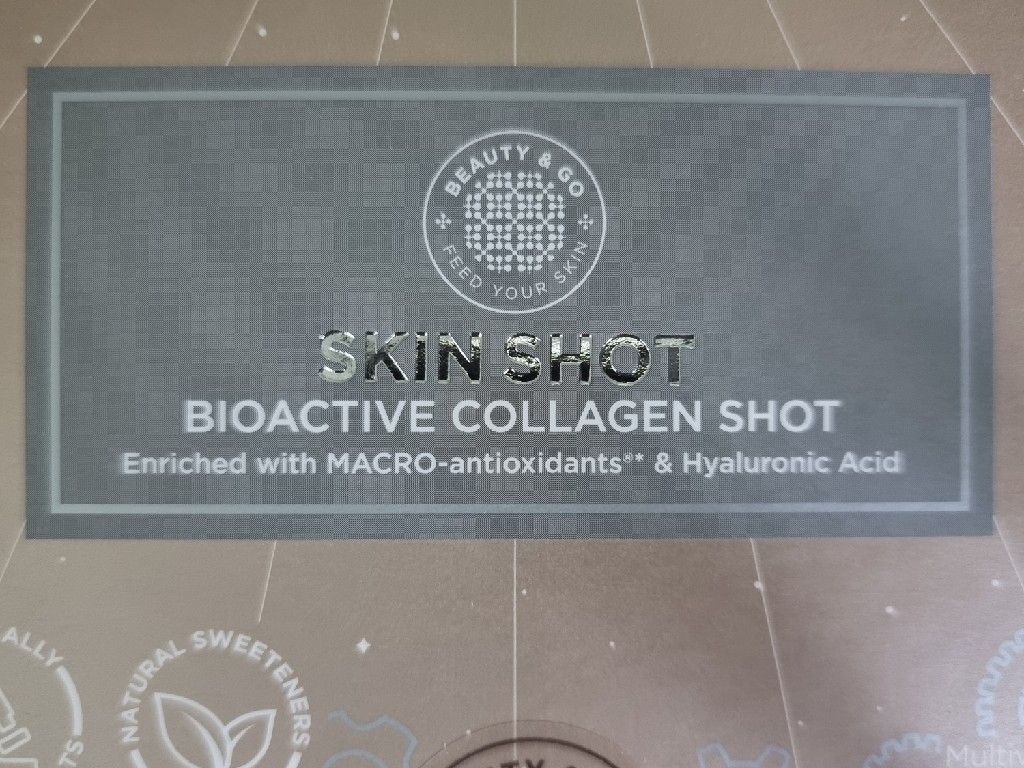 BEAUTY & GO
FEED YOUR SKIN
SKIN SHOT
BIOACTIVE COLLAGEN SHOT
Enriched with MACRO-antioxidants®* & Hyaluronic Acid
NATURAL SWEETENERS